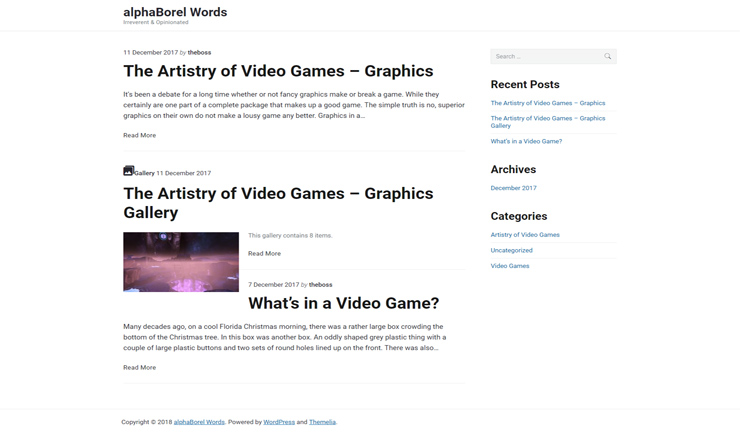 alphaBorel Words
Irreverent & Opinionated
11 December 2017 by theboss
The Artistry of Video Games – Graphics
It's been a debate for a long time whether or not fancy graphics make or break a game. While they
certainly are one part of a complete package that makes up a good game. The simple truth is no, superior
graphics on their own do not make a lousy game any better. Graphics in a...
Read More
Gallery 11 December 2017
The Artistry of Video Games – Graphics
Gallery
This gallery contains 8 items.
Read More
7 December 2017 by theboss
What's in a Video Game?
Many decades ago, on a cool Florida Christmas morning, there was a rather large box crowding the
bottom of the Christmas tree. In this box was another box. An oddly shaped grey plastic thing with a
couple of large plastic buttons and two sets of round holes lined up on the front. There was also...
Read More
Search ..
Recent Posts
The Artistry of Video Games – Graphics
The Artistry of Video Games – Graphics
Gallery
What's in a Video Game?
Archives
December 2017
Categories
Artistry of Video Games
Uncategorized
Video Games
Copyright © 2018 alphaBorel Words. Powered by WordPress and Themelia.